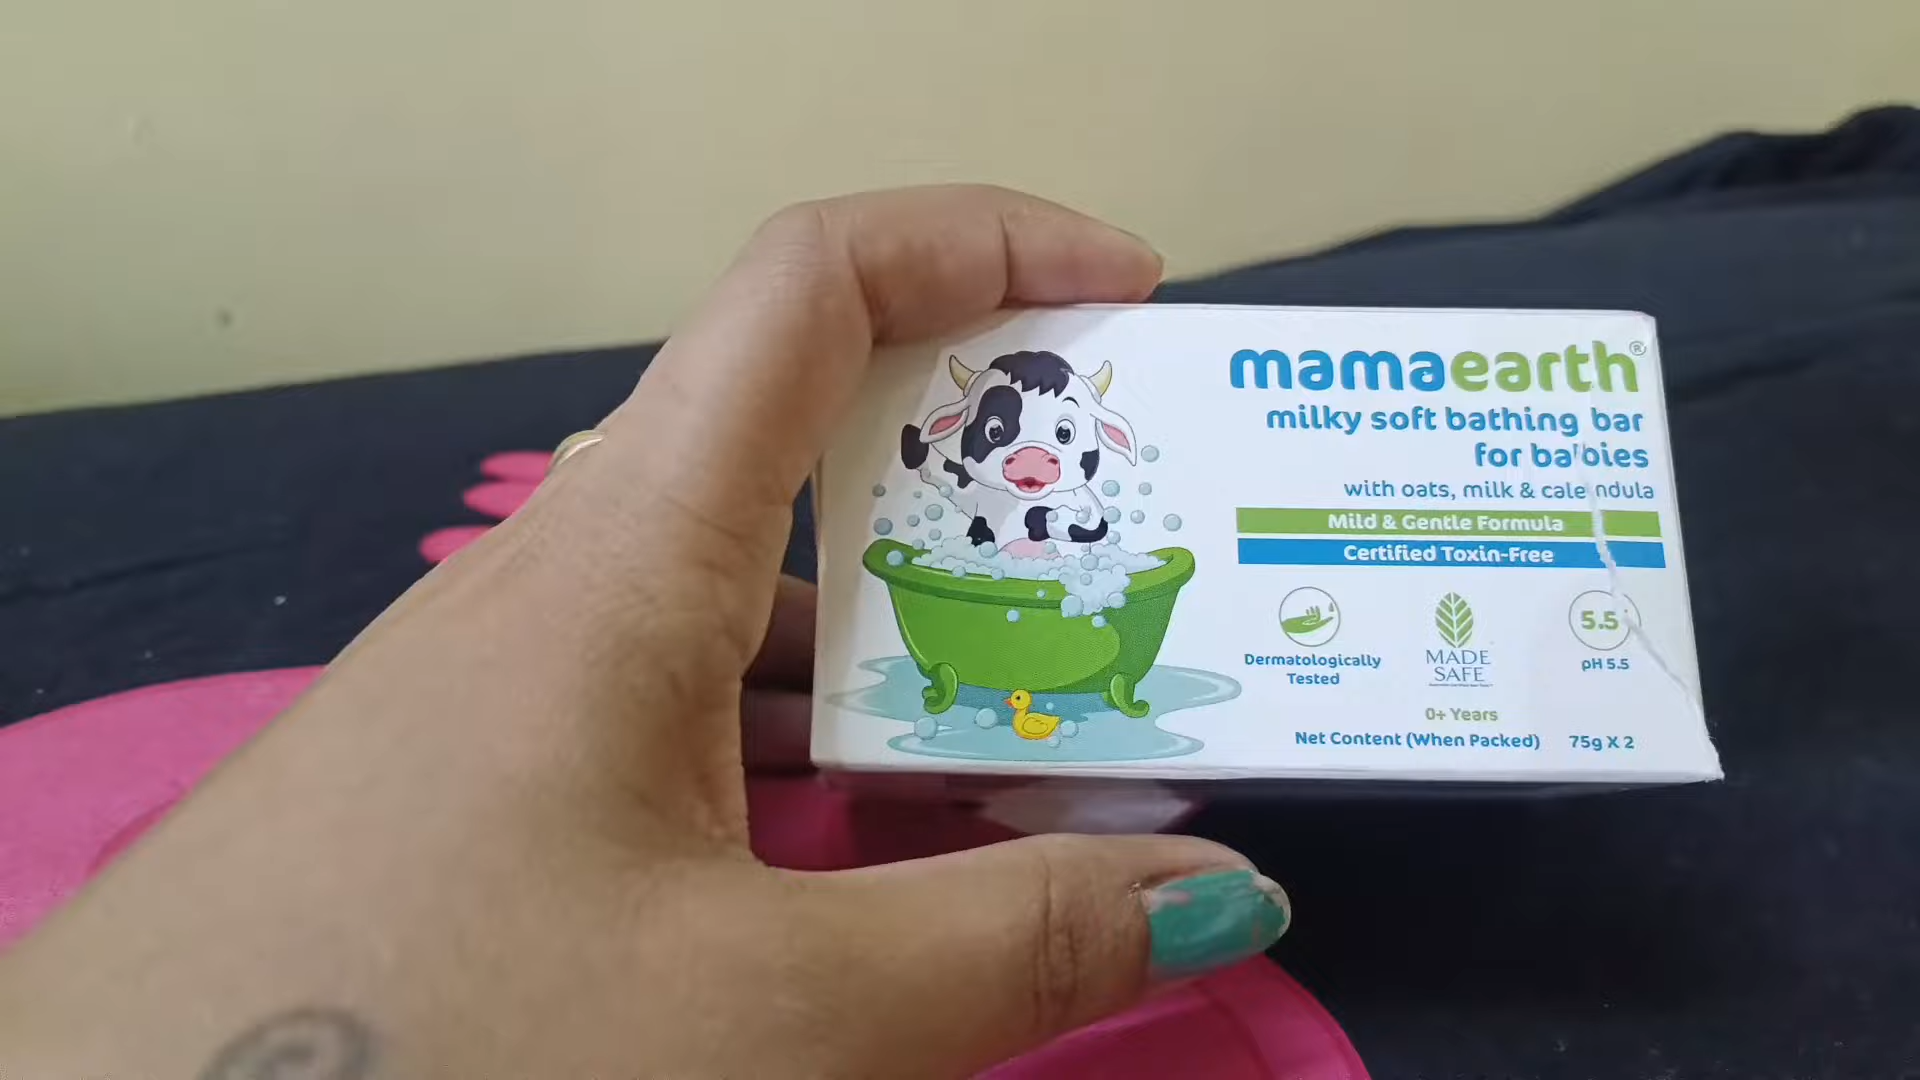 mamaearth®
milky soft bathing bar
for babies
with oats, milk & calendula
Mild & Gentle Formula
Certified Toxin-Free
Dermatologically
Tested
MADE
SAFE
5.5
pH 5.5
0+ Years
Net Content (When Packed) 75g X 2